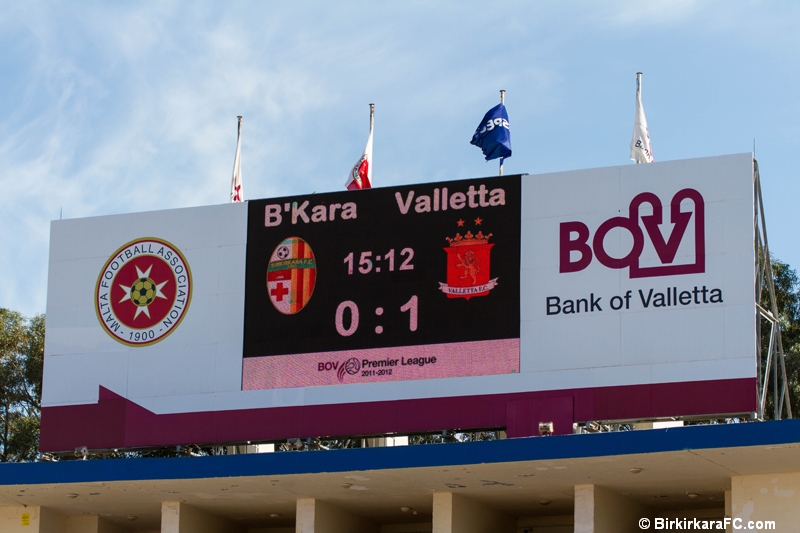 B'Kara Valletta
BIRKIRKARA F.C.
15:12
VALLETTA F.C.
0 : 1
BOV Premier League
2011-2012
MALTA FOOTBALL ASSOCIATION
· 1900 ·
BOV
Bank of Valletta
© BirkirkaraFC.com